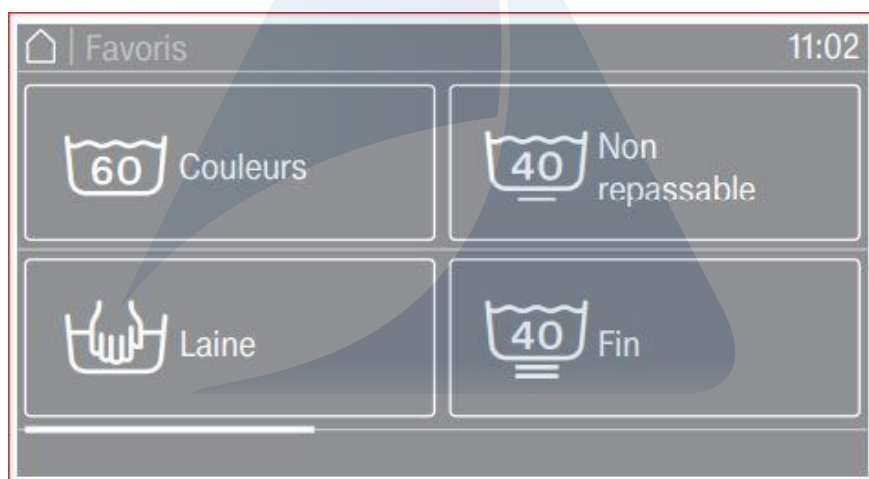 Favoris
11:02
60 Couleurs
40 Non
repassable
Laine
40 Fin